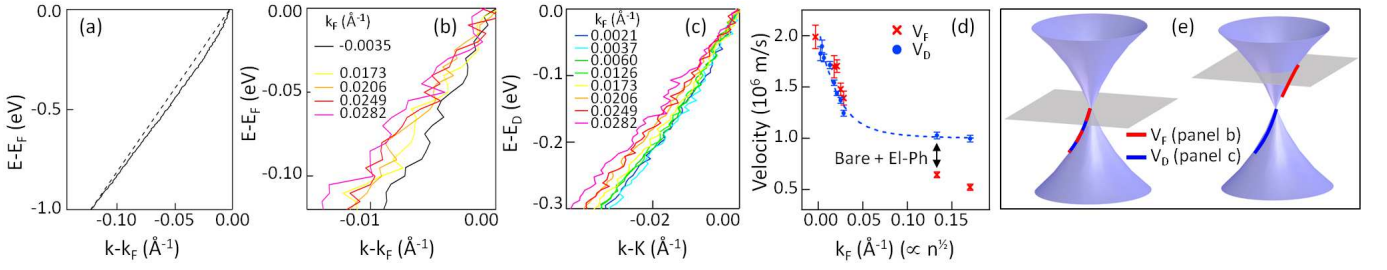 (a)
E-E_F (eV)
0.0
-0.5
-1.0
-0.10
-0.05
0.00
k-k_F (Å⁻¹)
(b)
E-E_F (eV)
0.00
-0.05
-0.10
k_F (Å⁻¹)
-0.0035
0.0173
0.0206
0.0249
0.0282
-0.01
0.00
k-k_F (Å⁻¹)
(c)
E-E_D (eV)
0.0
-0.1
-0.2
-0.3
k_F (Å⁻¹)
0.0021
0.0037
0.0060
0.0126
0.0173
0.0206
0.0249
0.0282
-0.02
0.00
k-K (Å⁻¹)
(d)
Velocity (10⁶ m/s)
2.0
1.5
1.0
0.5
V_F
V_D
Bare + El-Ph
0.00
0.05
0.10
0.15
k_F (Å⁻¹) (∝ n^½)
(e)
V_F (panel b)
V_D (panel c)